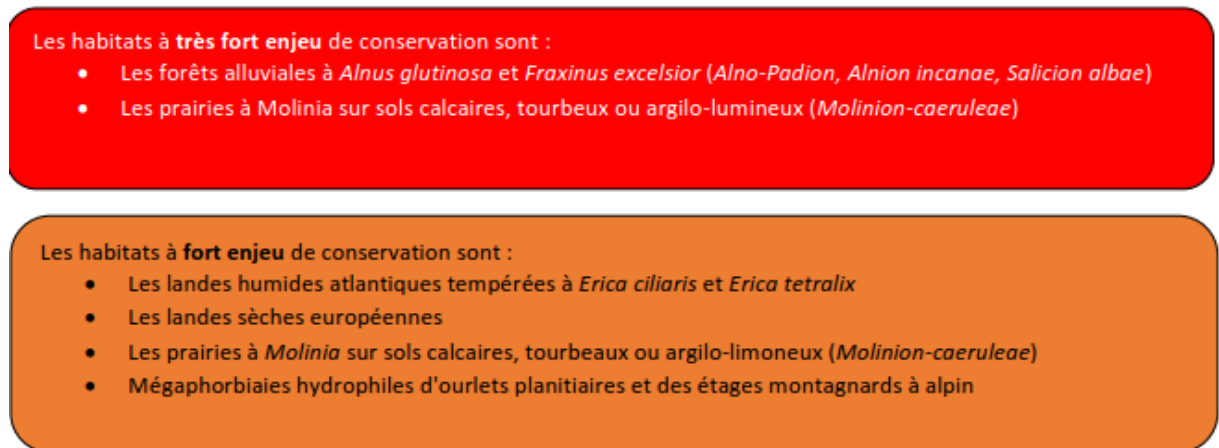 Les habitats à très fort enjeu de conservation sont :
• Les forêts alluviales à Alnus glutinosa et Fraxinus excelsior (Alno-Padion, Alnion incanae, Salicion albae)
• Les prairies à Molinia sur sols calcaires, tourbeux ou argilo-lumineux (Molinion-caeruleae)
Les habitats à fort enjeu de conservation sont :
• Les landes humides atlantiques tempérées à Erica ciliaris et Erica tetralix
• Les landes sèches européennes
• Les prairies à Molinia sur sols calcaires, tourbeaux ou argilo-limoneux (Molinion-caeruleae)
• Mégaphorbiaies hydrophiles d'ourlets planitiaires et des étages montagnards à alpin